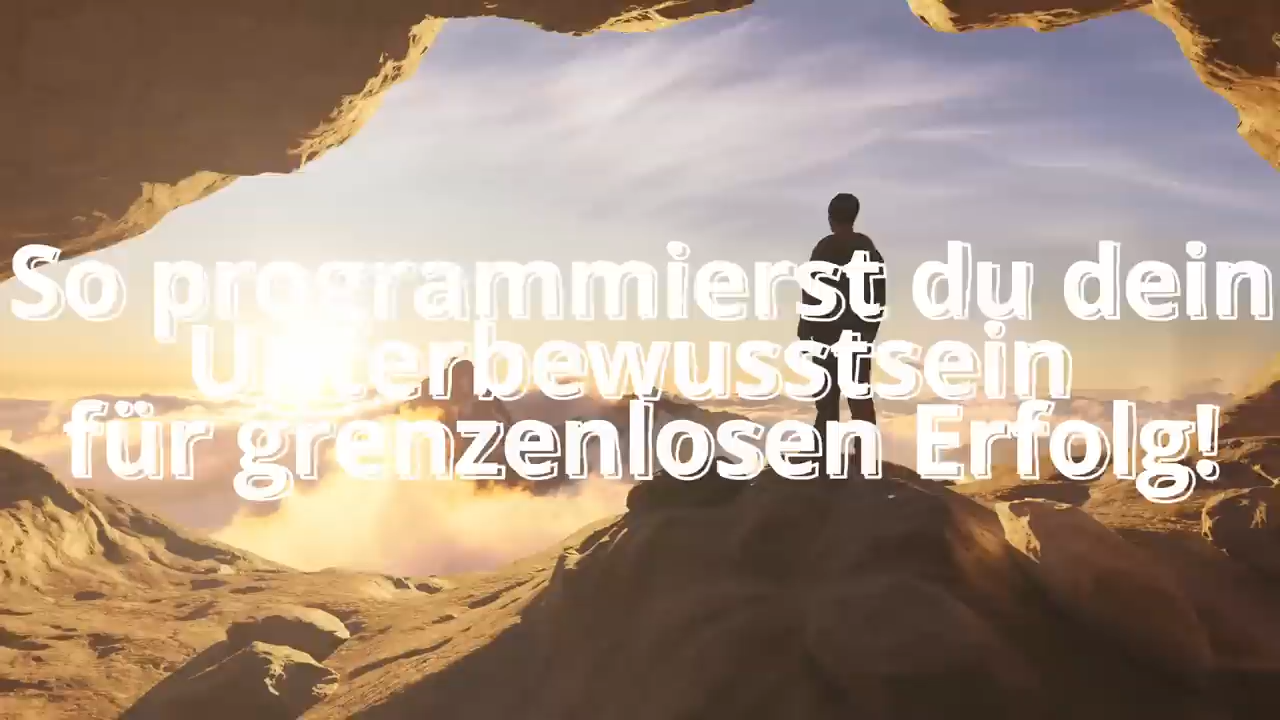 So programmierst du dein
Unterbewusstsein
für grenzenlosen Erfolg!